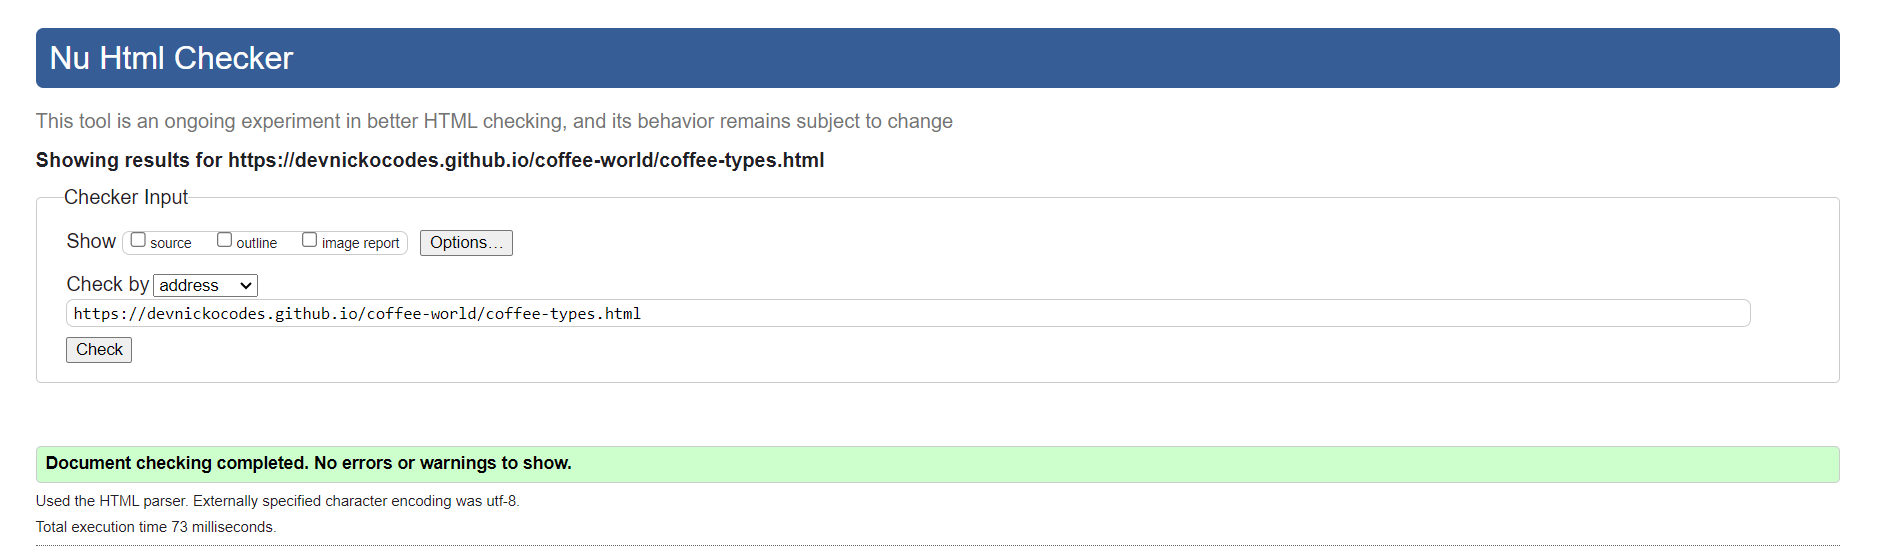 Nu Html Checker
This tool is an ongoing experiment in better HTML checking, and its behavior remains subject to change
Showing results for https://devnickocodes.github.io/coffee-world/coffee-types.html
Checker Input
Show source outline image report Options…
Check by address
https://devnickocodes.github.io/coffee-world/coffee-types.html
Check
Document checking completed. No errors or warnings to show.
Used the HTML parser. Externally specified character encoding was utf-8.
Total execution time 73 milliseconds.